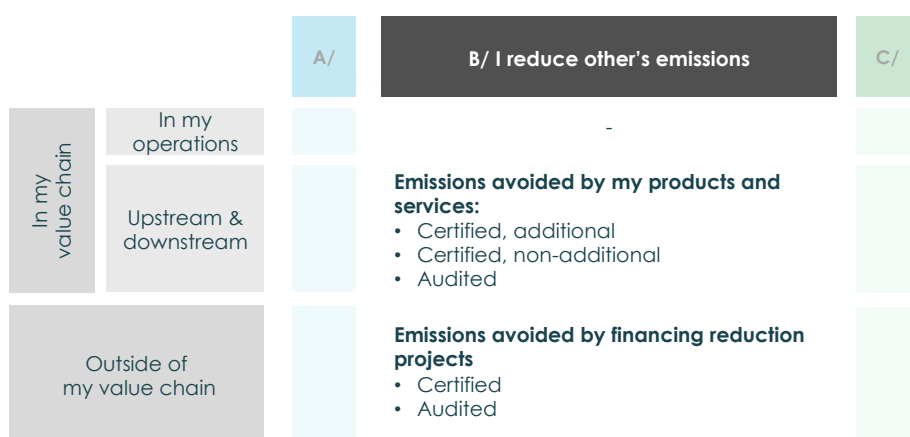 A/
B/ I reduce other's emissions
C/
In my
value chain
In my
operations
-
Upstream &
downstream
Emissions avoided by my products and
services:
• Certified, additional
• Certified, non-additional
• Audited
Outside of
my value chain
Emissions avoided by financing reduction
projects
• Certified
• Audited